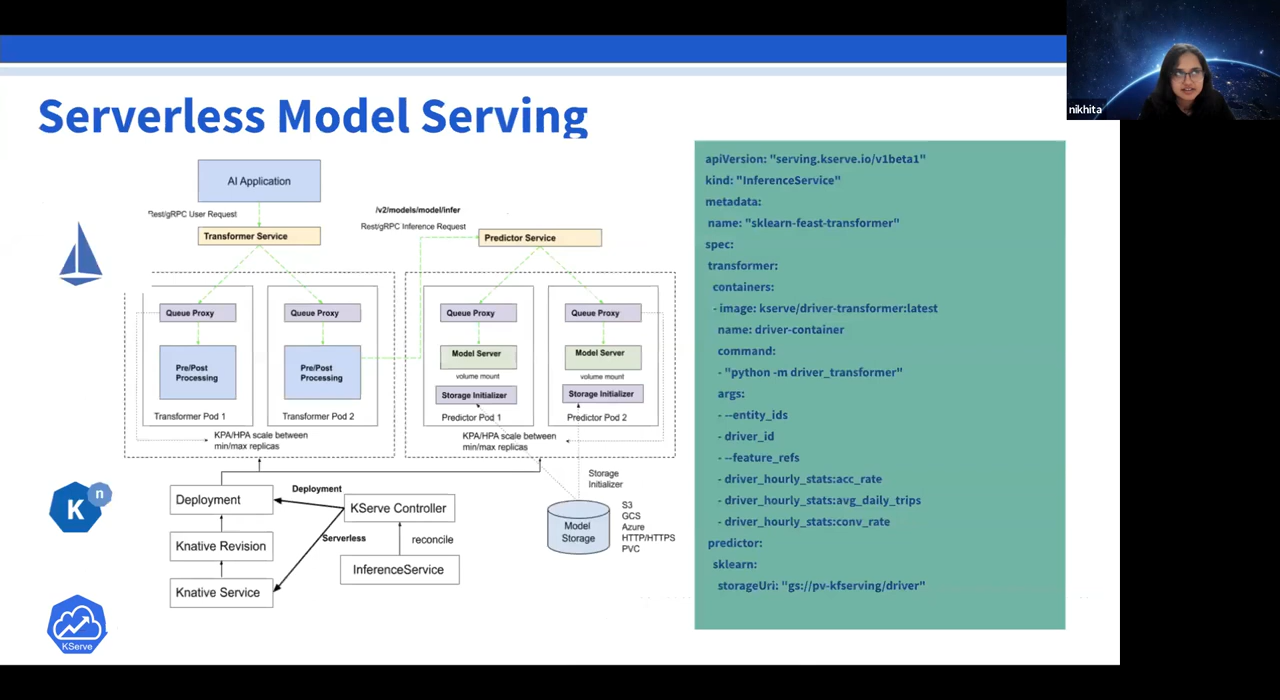 nikhita
Serverless Model Serving
AI Application
Rest/gRPC User Request
Transformer Service
/v2/models/model/infer
Rest/gRPC Inference Request
Predictor Service
Queue Proxy
Queue Proxy
Queue Proxy
Queue Proxy
Pre/Post
Processing
Pre/Post
Processing
Model Server
Model Server
volume mount
volume mount
Storage Initializer
Storage Initializer
Transformer Pod 1
Transformer Pod 2
Predictor Pod 1
Predictor Pod 2
KPA/HPA scale between
min/max replicas
KPA/HPA scale between
min/max replicas
Storage
Initializer
Deployment
Deployment
KServe Controller
Knative Revision
Serverless
reconcile
InferenceService
Knative Service
Model
Storage
S3
GCS
Azure
HTTP/HTTPS
PVC
K
n
KServe
apiVersion: "serving.kserve.io/v1beta1"
kind: "InferenceService"
metadata:
name: "sklearn-feast-transformer"
spec:
transformer:
containers:
- image: kserve/driver-transformer:latest
name: driver-container
command:
- "python -m driver_transformer"
args:
- --entity_ids
- driver_id
- --feature_refs
- driver_hourly_stats:acc_rate
- driver_hourly_stats:avg_daily_trips
- driver_hourly_stats:conv_rate
predictor:
sklearn:
storageUri: "gs://pv-kfserving/driver"